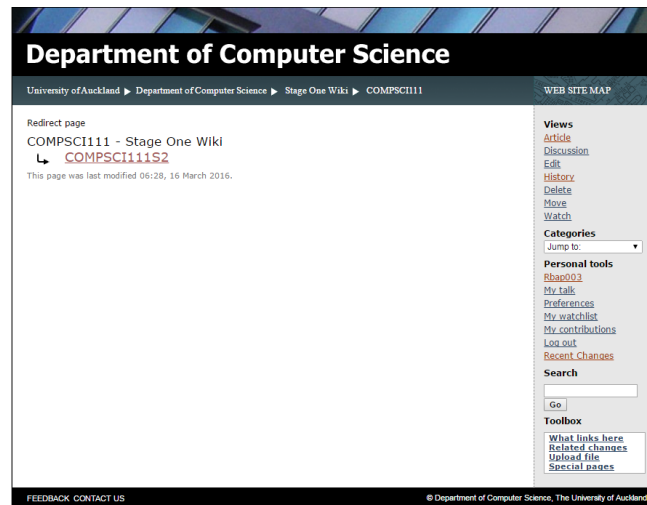 Department of Computer Science
University of Auckland ▶ Department of Computer Science ▶ Stage One Wiki ▶ COMPSCI111
WEB SITE MAP
Redirect page
COMPSCI111 - Stage One Wiki
COMPSCI111S2
This page was last modified 06:28, 16 March 2016.
Views
Article
Discussion
Edit
History
Delete
Move
Watch
Categories
Jump to:
Personal tools
Rbap003
My talk
Preferences
My watchlist
My contributions
Log out
Recent Changes
Search
Go
Toolbox
What links here
Related changes
Upload file
Special pages
FEEDBACK CONTACT US
© Department of Computer Science, The University of Auckland